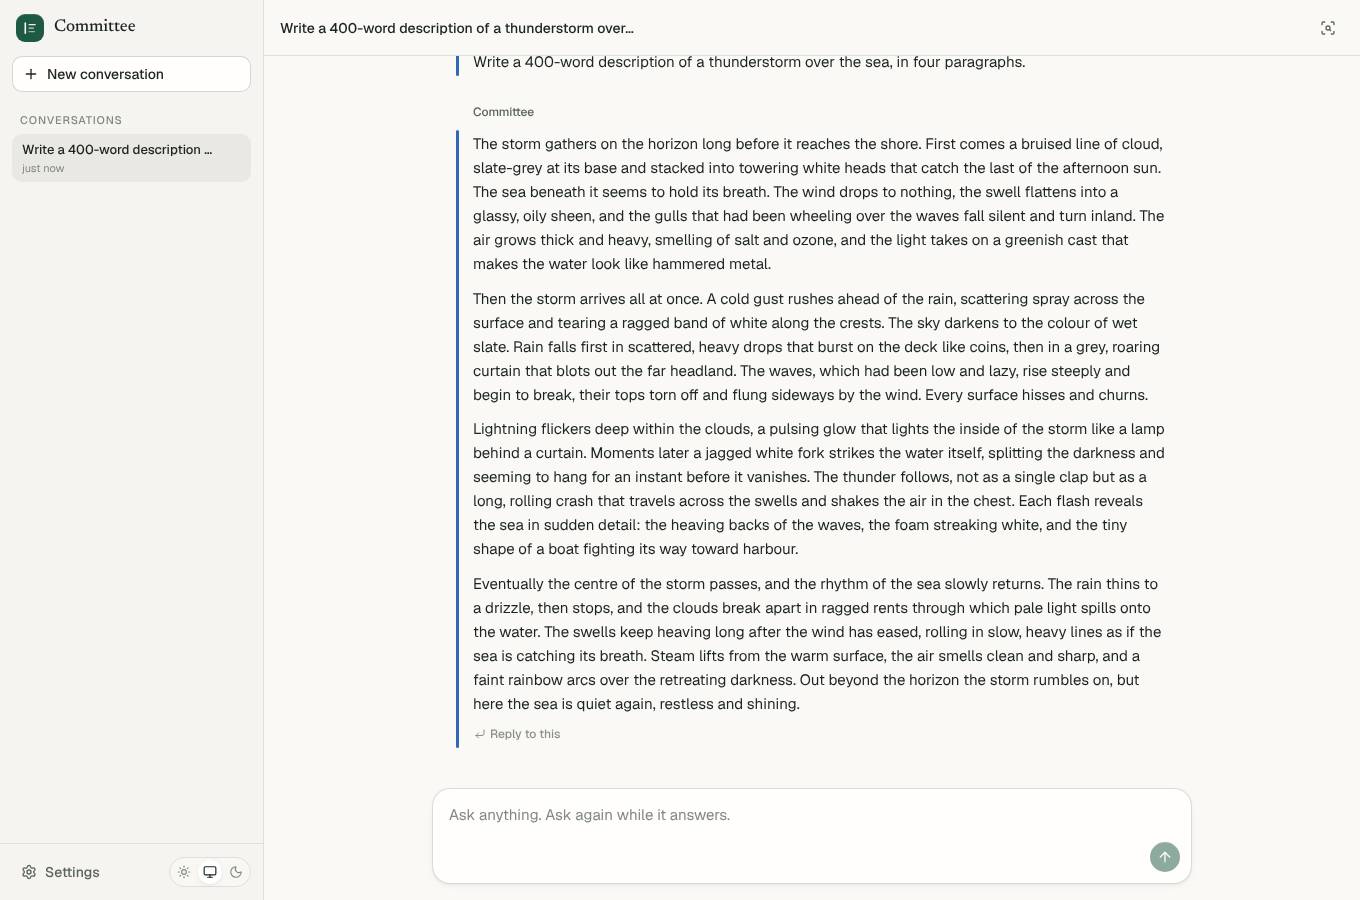 Committee
New conversation
CONVERSATIONS
Write a 400-word description ...
just now
Settings
Write a 400-word description of a thunderstorm over...
Write a 400-word description of a thunderstorm over the sea, in four paragraphs.
Committee
The storm gathers on the horizon long before it reaches the shore. First comes a bruised line of cloud,
slate-grey at its base and stacked into towering white heads that catch the last of the afternoon sun.
The sea beneath it seems to hold its breath. The wind drops to nothing, the swell flattens into a
glassy, oily sheen, and the gulls that had been wheeling over the waves fall silent and turn inland. The
air grows thick and heavy, smelling of salt and ozone, and the light takes on a greenish cast that
makes the water look like hammered metal.
Then the storm arrives all at once. A cold gust rushes ahead of the rain, scattering spray across the
surface and tearing a ragged band of white along the crests. The sky darkens to the colour of wet
slate. Rain falls first in scattered, heavy drops that burst on the deck like coins, then in a grey, roaring
curtain that blots out the far headland. The waves, which had been low and lazy, rise steeply and
begin to break, their tops torn off and flung sideways by the wind. Every surface hisses and churns.
Lightning flickers deep within the clouds, a pulsing glow that lights the inside of the storm like a lamp
behind a curtain. Moments later a jagged white fork strikes the water itself, splitting the darkness and
seeming to hang for an instant before it vanishes. The thunder follows, not as a single clap but as a
long, rolling crash that travels across the swells and shakes the air in the chest. Each flash reveals
the sea in sudden detail: the heaving backs of the waves, the foam streaking white, and the tiny
shape of a boat fighting its way toward harbour.
Eventually the centre of the storm passes, and the rhythm of the sea slowly returns. The rain thins to
a drizzle, then stops, and the clouds break apart in ragged rents through which pale light spills onto
the water. The swells keep heaving long after the wind has eased, rolling in slow, heavy lines as if the
sea is catching its breath. Steam lifts from the warm surface, the air smells clean and sharp, and a
faint rainbow arcs over the retreating darkness. Out beyond the horizon the storm rumbles on, but
here the sea is quiet again, restless and shining.
Reply to this
Ask anything. Ask again while it answers.